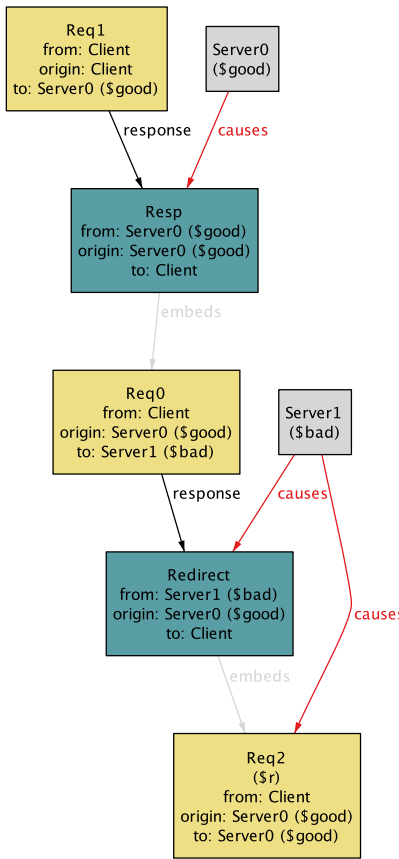 Req1
from: Client
origin: Client
to: Server0 ($good)
Server0
($good)
response
causes
Resp
from: Server0 ($good)
origin: Server0 ($good)
to: Client
embeds
Req0
from: Client
origin: Server0 ($good)
to: Server1 ($bad)
Server1
($bad)
response
causes
Redirect
from: Server1 ($bad)
origin: Server0 ($good)
to: Client
causes
embeds
Req2
($r)
from: Client
origin: Server0 ($good)
to: Server0 ($good)